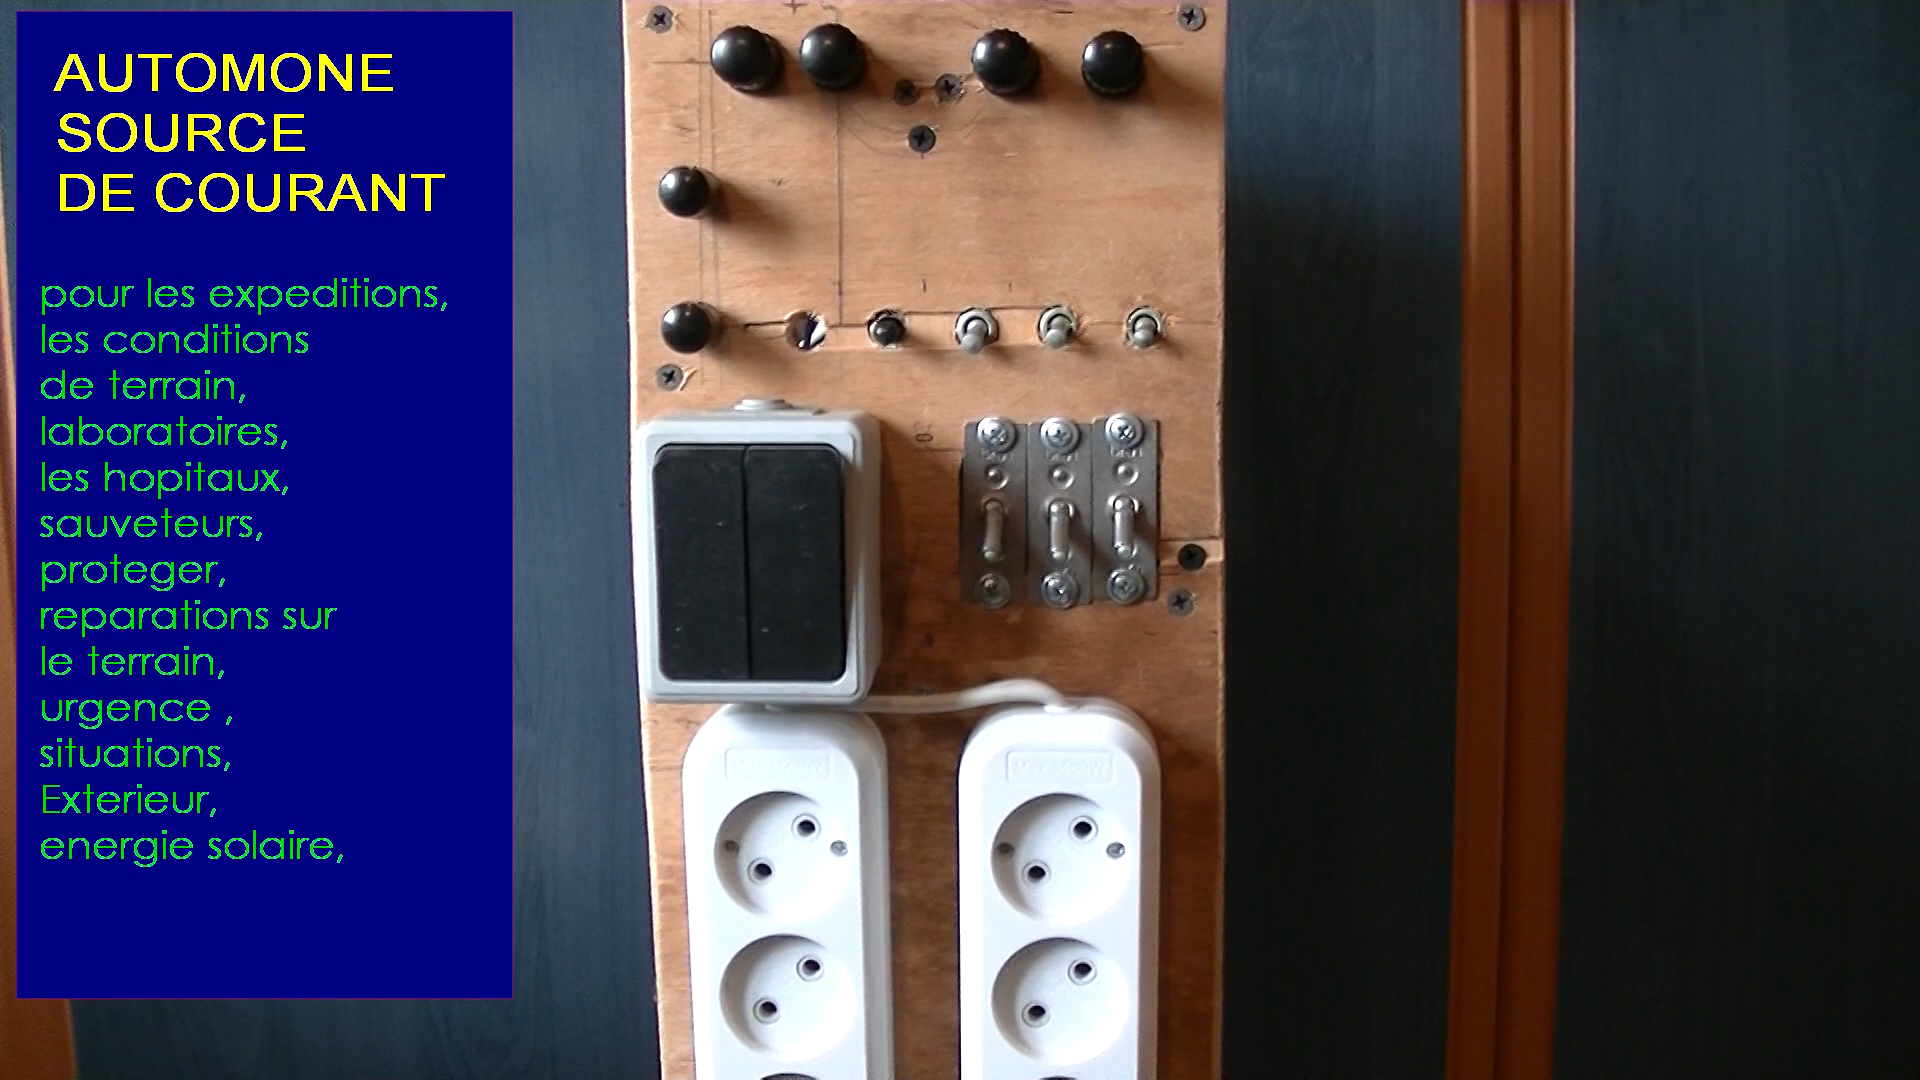 AUTOMONE
SOURCE
DE COURANT
pour les expeditions,
les conditions
de terrain,
laboratoires,
les hopitaux,
sauveteurs,
proteger,
reparations sur
le terrain,
urgence ,
situations,
Exterieur,
energie solaire,